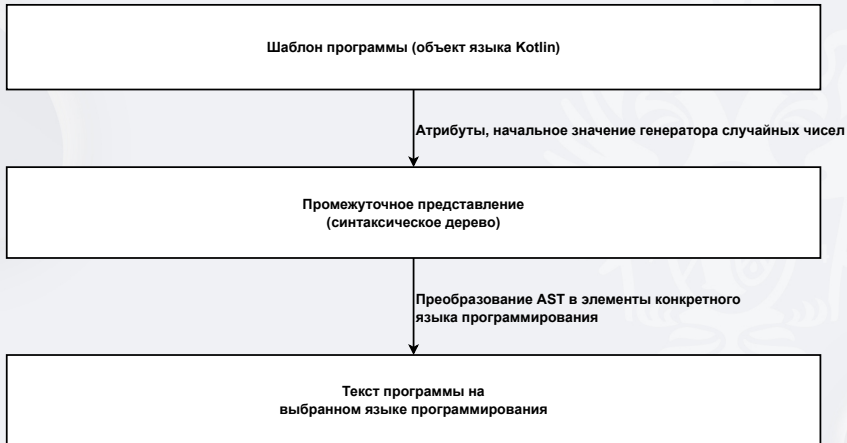 Шаблон программы (объект языка Kotlin)
Атрибуты, начальное значение генератора случайных чисел
Промежуточное представление
(синтаксическое дерево)
Преобразование AST в элементы конкретного
языка программирования
Текст программы на
выбранном языке программирования